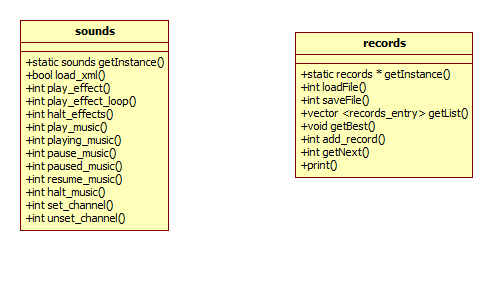 sounds
+static sounds getInstance()
+bool load_xml()
+int play_effect()
+int play_effect_loop()
+int halt_effects()
+int play_music()
+int playing_music()
+int pause_music()
+int paused_music()
+int resume_music()
+int halt_music()
+int set_channel()
+int unset_channel()
records
+static records * getInstance()
+int loadFile()
+int saveFile()
+vector <records_entry> getList()
+void getBest()
+int add_record()
+int getNext()
+print()